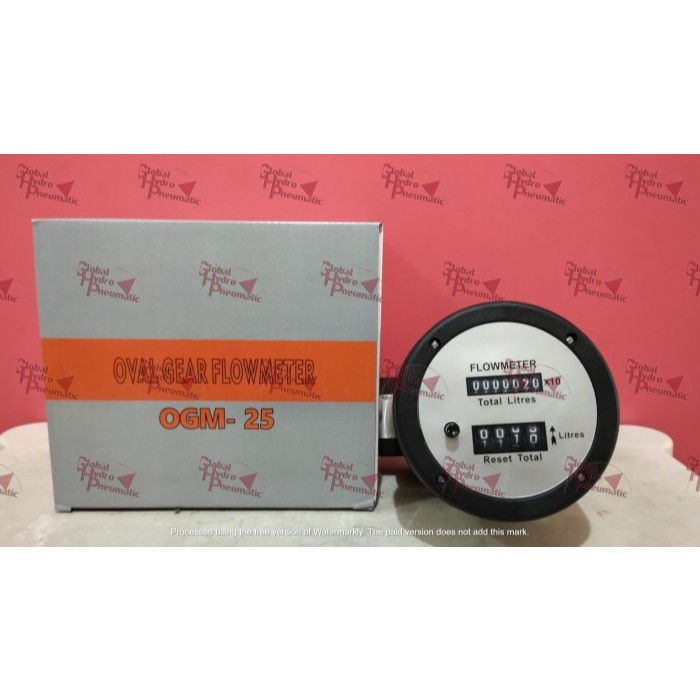 Global
Hydro
Pneumatic
OVAL GEAR FLOWMETER
OGM- 25
FLOWMETER
0000020 X10
Total Litres
Litres
Reset Total
Processed using the free version of Watermarkly. The paid version does not add this mark.